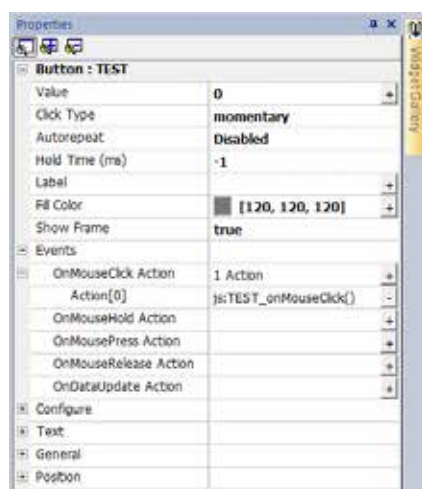 Properties
Button : TEST
Value 0 +
Click Type momentary
Autorepeat Disabled
Hold Time (ms) -1
Label +
Fill Color [120, 120, 120] +
Show Frame true
Events
OnMouseClick Action 1 Action +
Action[0] js:TEST_onMouseClick() -
OnMouseHold Action +
OnMousePress Action +
OnMouseRelease Action +
OnDataUpdate Action +
Configure
Text
General
Position
Widget Gallery